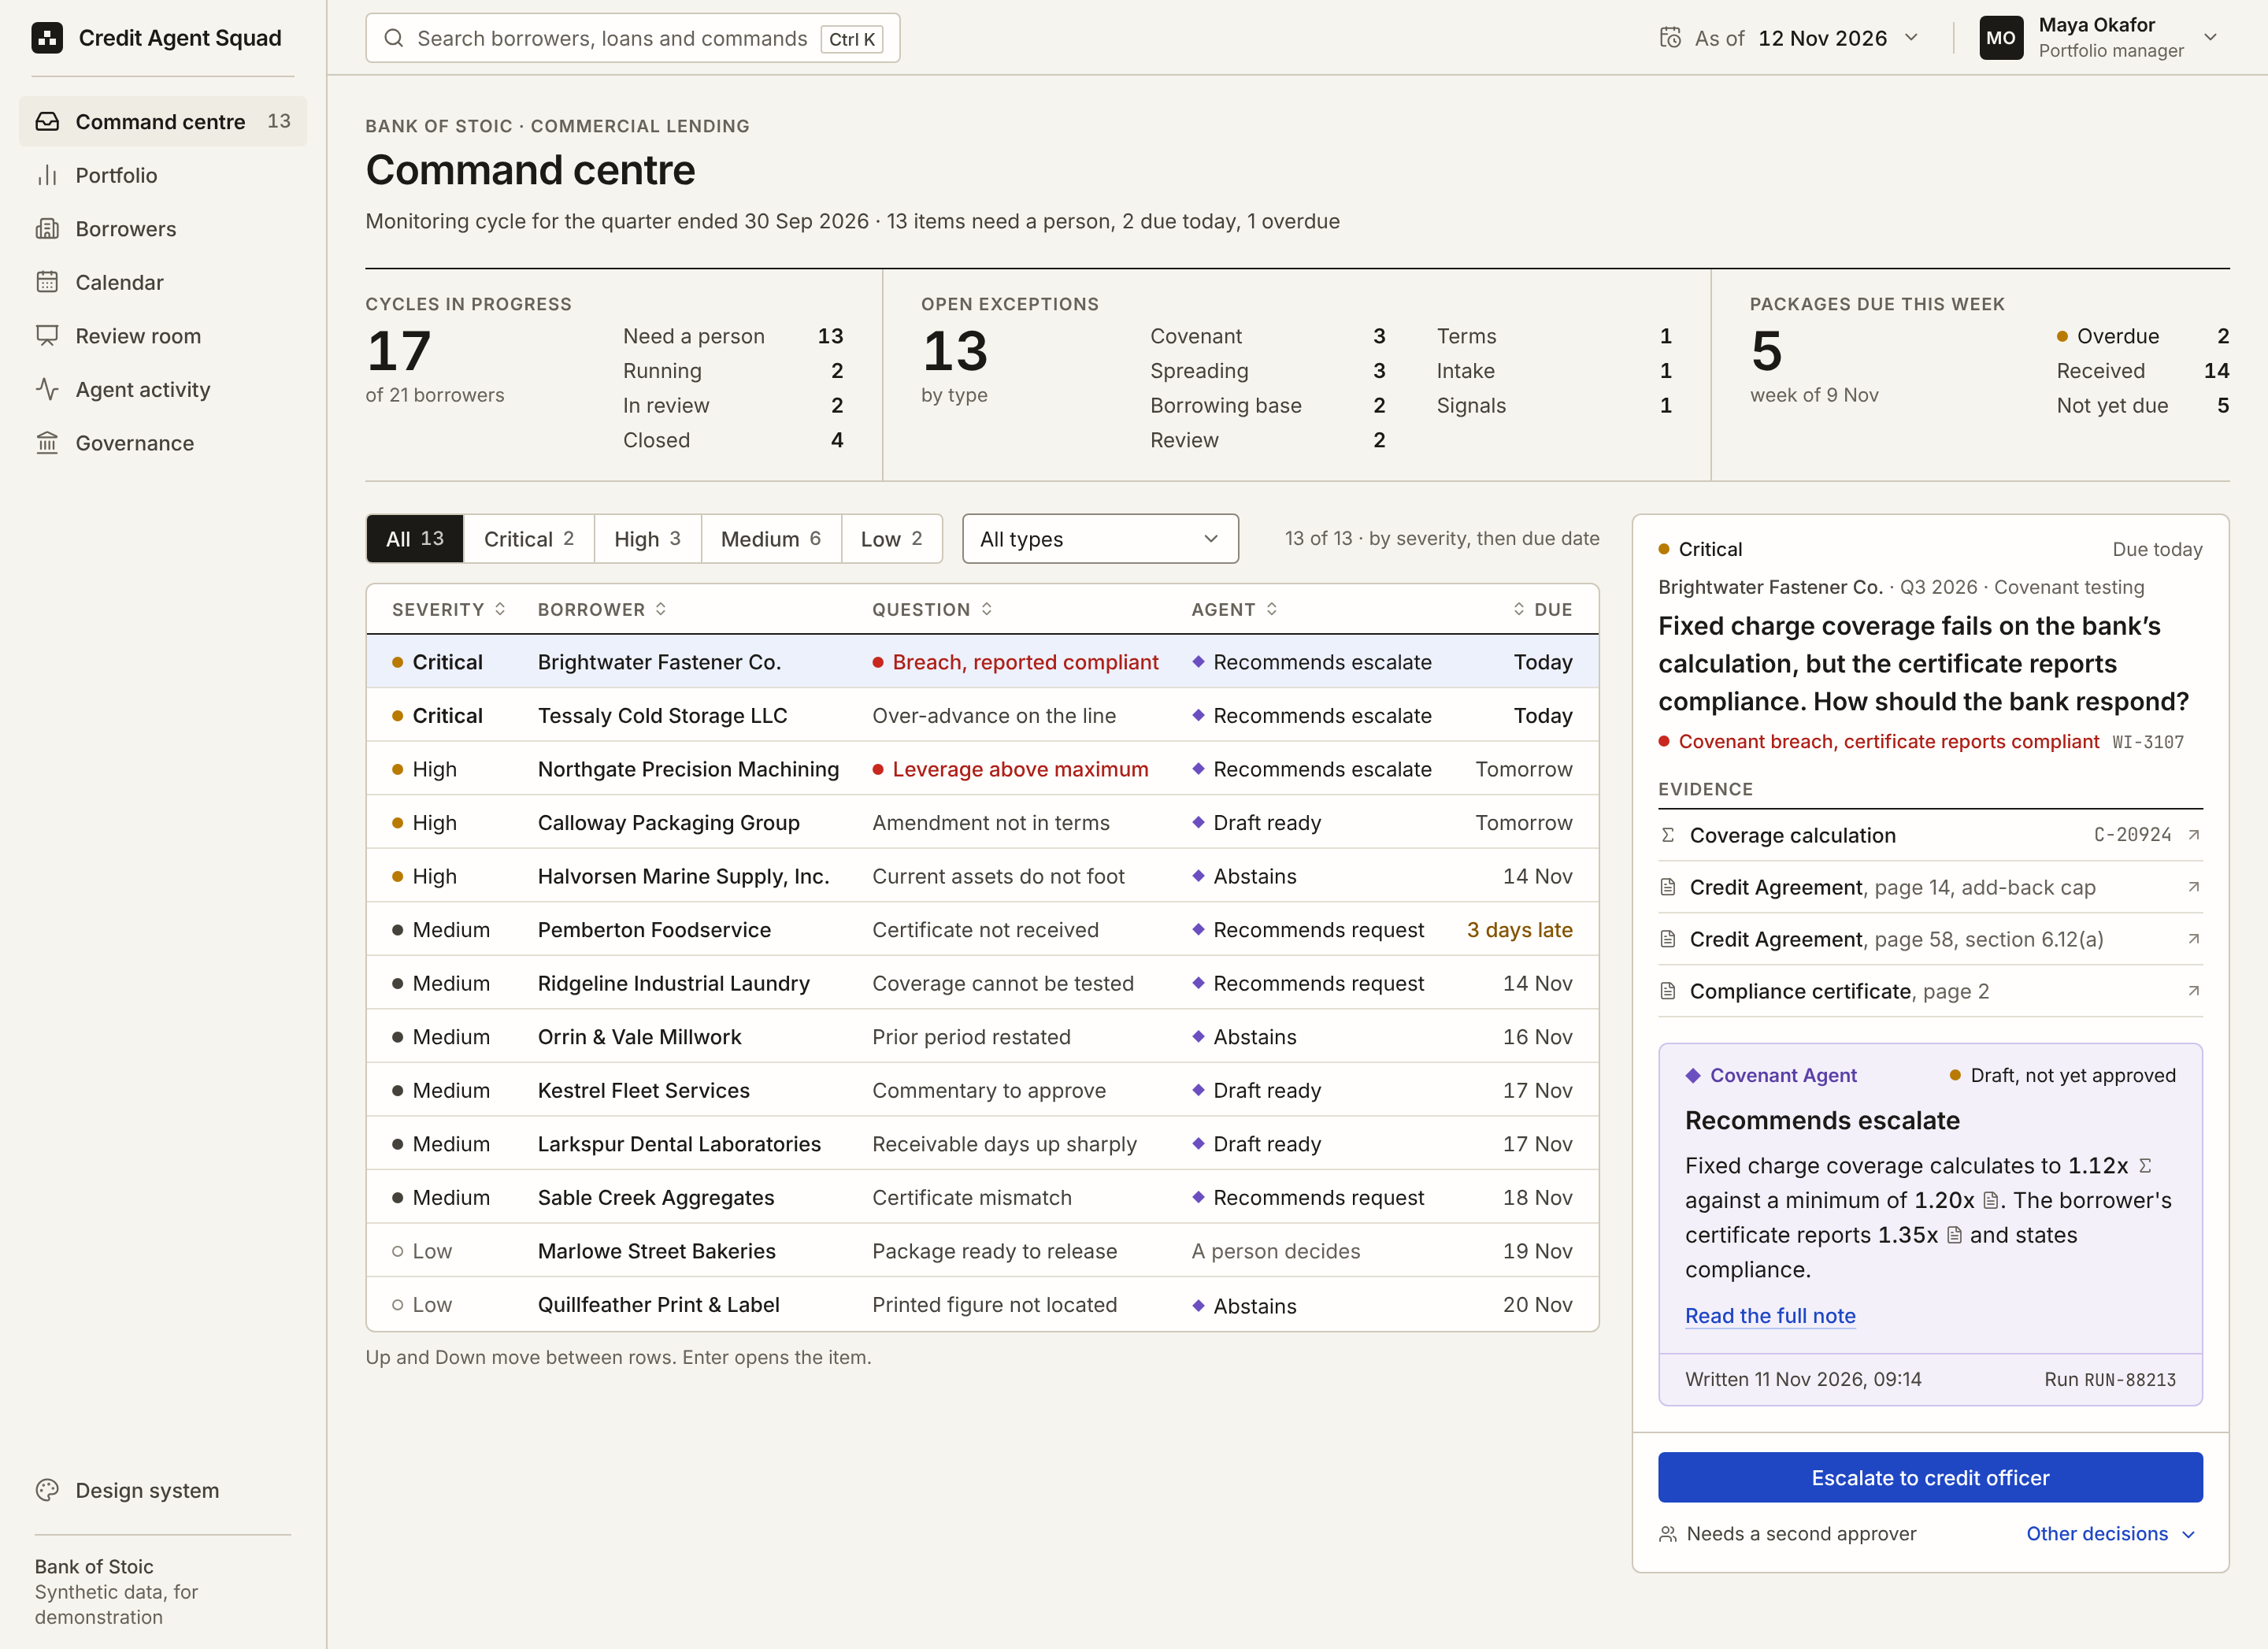 Credit Agent Squad
Search borrowers, loans and commands Ctrl K
As of 12 Nov 2026
MO
Maya Okafor
Portfolio manager
Command centre 13
Portfolio
Borrowers
Calendar
Review room
Agent activity
Governance
Design system
Bank of Stoic
Synthetic data, for
demonstration
BANK OF STOIC · COMMERCIAL LENDING
Command centre
Monitoring cycle for the quarter ended 30 Sep 2026 · 13 items need a person, 2 due today, 1 overdue
CYCLES IN PROGRESS
17
of 21 borrowers
Need a person 13
Running 2
In review 2
Closed 4
OPEN EXCEPTIONS
13
by type
Covenant 3
Spreading 3
Borrowing base 2
Review 2
Terms 1
Intake 1
Signals 1
PACKAGES DUE THIS WEEK
5
week of 9 Nov
Overdue 2
Received 14
Not yet due 5
All 13 Critical 2 High 3 Medium 6 Low 2
All types
13 of 13 · by severity, then due date
SEVERITY BORROWER QUESTION AGENT DUE
Critical Brightwater Fastener Co. Breach, reported compliant Recommends escalate Today
Critical Tessaly Cold Storage LLC Over-advance on the line Recommends escalate Today
High Northgate Precision Machining Leverage above maximum Recommends escalate Tomorrow
High Calloway Packaging Group Amendment not in terms Draft ready Tomorrow
High Halvorsen Marine Supply, Inc. Current assets do not foot Abstains 14 Nov
Medium Pemberton Foodservice Certificate not received Recommends request 3 days late
Medium Ridgeline Industrial Laundry Coverage cannot be tested Recommends request 14 Nov
Medium Orrin & Vale Millwork Prior period restated Abstains 16 Nov
Medium Kestrel Fleet Services Commentary to approve Draft ready 17 Nov
Medium Larkspur Dental Laboratories Receivable days up sharply Draft ready 17 Nov
Medium Sable Creek Aggregates Certificate mismatch Recommends request 18 Nov
Low Marlowe Street Bakeries Package ready to release A person decides 19 Nov
Low Quillfeather Print & Label Printed figure not located Abstains 20 Nov
Up and Down move between rows. Enter opens the item.
Critical Due today
Brightwater Fastener Co. · Q3 2026 · Covenant testing
Fixed charge coverage fails on the bank’s
calculation, but the certificate reports
compliance. How should the bank respond?
Covenant breach, certificate reports compliant WI-3107
EVIDENCE
Σ Coverage calculation C-20924
Credit Agreement, page 14, add-back cap
Credit Agreement, page 58, section 6.12(a)
Compliance certificate, page 2
Covenant Agent Draft, not yet approved
Recommends escalate
Fixed charge coverage calculates to 1.12x Σ
against a minimum of 1.20x. The borrower's
certificate reports 1.35x and states
compliance.
Read the full note
Written 11 Nov 2026, 09:14 Run RUN-88213
Escalate to credit officer
Needs a second approver Other decisions